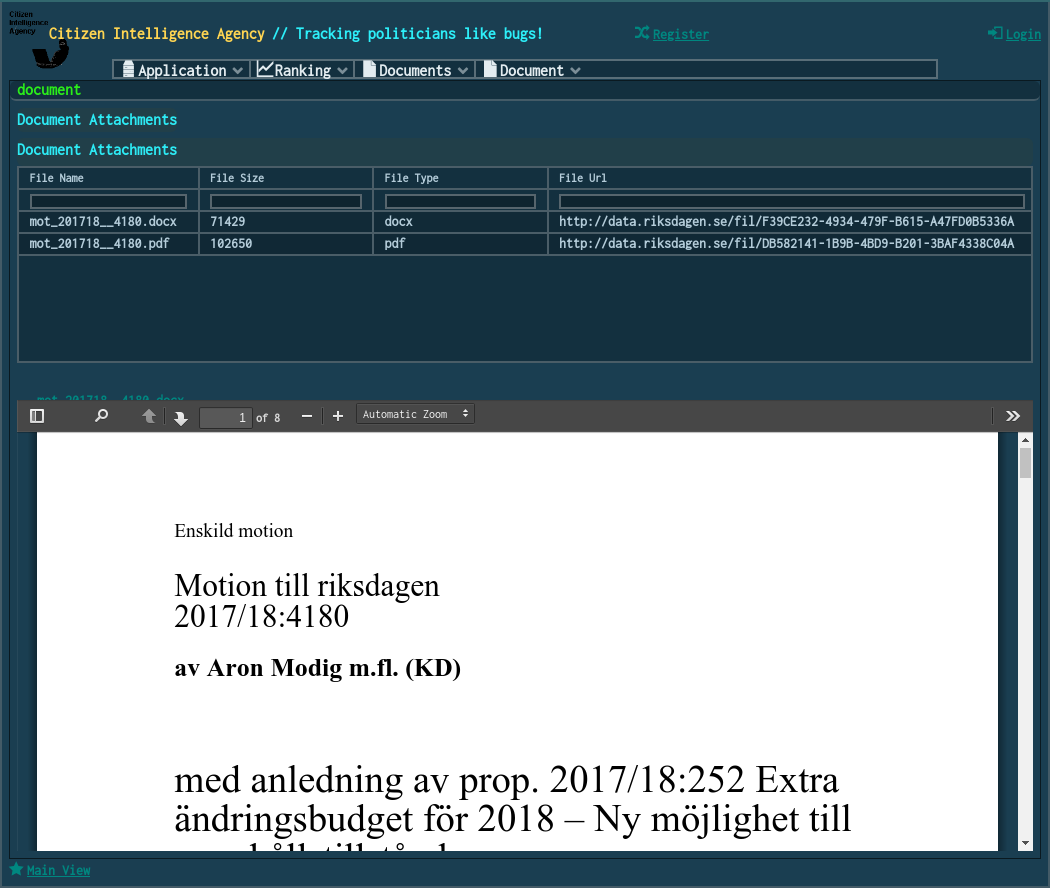 Citizen
Intelligence
Agency
Citizen Intelligence Agency // Tracking politicians like bugs!
Register
Login
Application
Ranking
Documents
Document
document
Document Attachments
Document Attachments
File Name File Size File Type File Url
mot_201718__4180.docx 71429 docx http://data.riksdagen.se/fil/F39CE232-4934-479F-B615-A47FD0B5336A
mot_201718__4180.pdf 102650 pdf http://data.riksdagen.se/fil/DB582141-1B9B-4BD9-B201-3BAF4338C04A
mot_201718__4180.docx
1 of 8 Automatic Zoom
Enskild motion
Motion till riksdagen
2017/18:4180
av Aron Modig m.fl. (KD)
med anledning av prop. 2017/18:252 Extra
ändringsbudget för 2018 – Ny möjlighet till
Main View